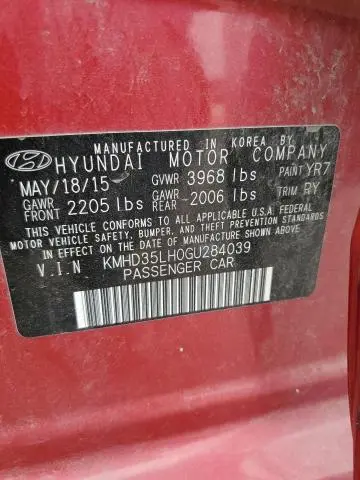 MANUFACTURED IN KOREA BY
HYUNDAI MOTOR COMPANY
MAY/18/15 GVWR 3968 lbs PAINT YR7
GAWR FRONT 2205 lbs GAWR REAR 2006 lbs TRIM RY
THIS VEHICLE CONFORMS TO ALL APPLICABLE U.S.A. FEDERAL
MOTOR VEHICLE SAFETY, BUMPER, AND THEFT PREVENTION STANDARDS
IN EFFECT ON THE DATE OF MANUFACTURE SHOWN ABOVE.
V.I.N KMHD35LH0GU284039
PASSENGER CAR